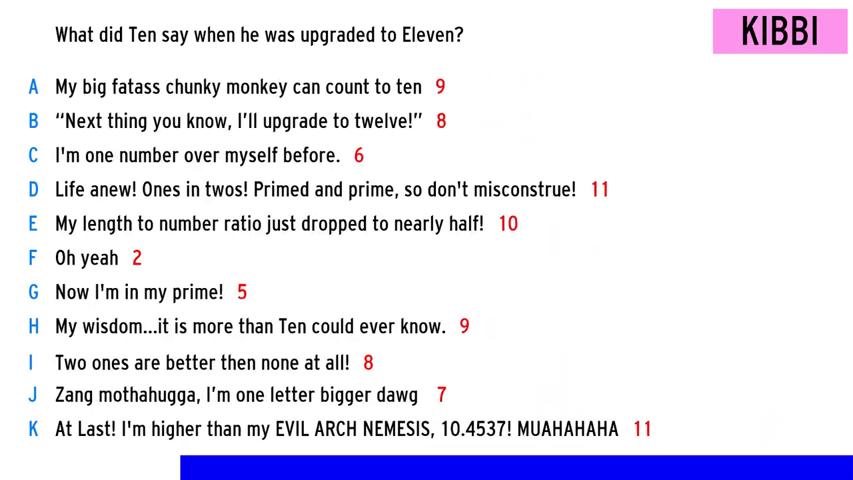 What did Ten say when he was upgraded to Eleven?
KIBBI
A My big fatass chunky monkey can count to ten 9
B “Next thing you know, I’ll upgrade to twelve!” 8
C I'm one number over myself before. 6
D Life anew! Ones in twos! Primed and prime, so don't misconstrue! 11
E My length to number ratio just dropped to nearly half! 10
F Oh yeah 2
G Now I'm in my prime! 5
H My wisdom...it is more than Ten could ever know. 9
I Two ones are better then none at all! 8
J Zang mothahugga, I’m one letter bigger dawg 7
K At Last! I'm higher than my EVIL ARCH NEMESIS, 10.4537! MUAHAHAHA 11